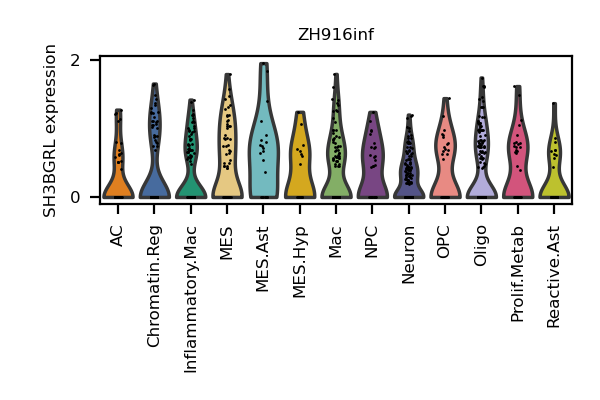 ZH916inf
SH3BGRL expression
2
0
AC
Chromatin.Reg
Inflammatory.Mac
MES
MES.Ast
MES.Hyp
Mac
NPC
Neuron
OPC
Oligo
Prolif.Metab
Reactive.Ast